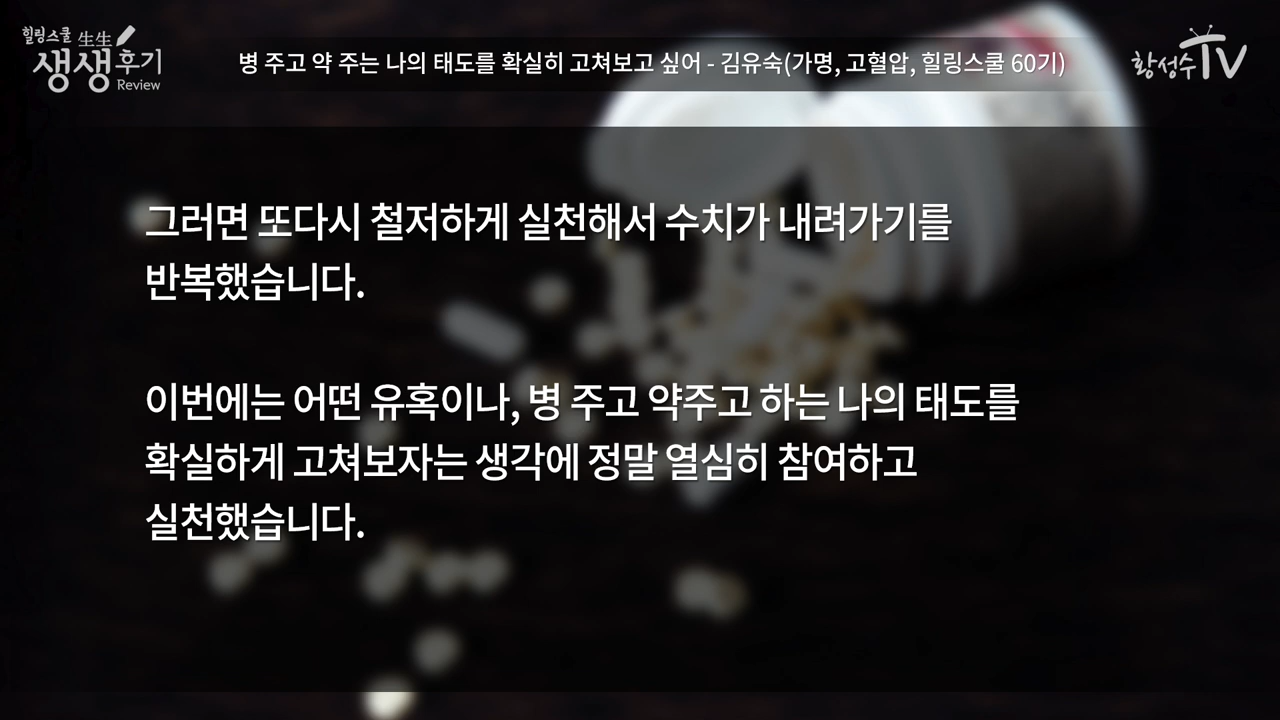 힐링스쿨 生生
생생후기
Review
병 주고 약 주는 나의 태도를 확실히 고쳐보고 싶어 - 김유숙(가명, 고혈압, 힐링스쿨 60기)
황성수TV
그러면 또다시 철저하게 실천해서 수치가 내려가기를
반복했습니다.
이번에는 어떤 유혹이나, 병 주고 약주고 하는 나의 태도를
확실하게 고쳐보자는 생각에 정말 열심히 참여하고
실천했습니다.